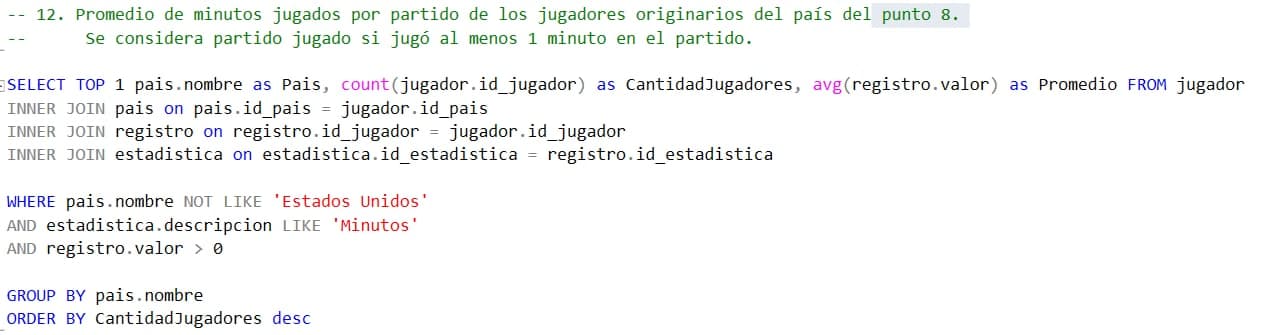 -- 12. Promedio de minutos jugados por partido de los jugadores originarios del país del punto 8.
--      Se considera partido jugado si jugó al menos 1 minuto en el partido.
SELECT TOP 1 pais.nombre as Pais, count(jugador.id_jugador) as CantidadJugadores, avg(registro.valor) as Promedio FROM jugador
INNER JOIN pais on pais.id_pais = jugador.id_pais
INNER JOIN registro on registro.id_jugador = jugador.id_jugador
INNER JOIN estadistica on estadistica.id_estadistica = registro.id_estadistica
WHERE pais.nombre NOT LIKE 'Estados Unidos'
AND estadistica.descripcion LIKE 'Minutos'
AND registro.valor > 0
GROUP BY pais.nombre
ORDER BY CantidadJugadores desc